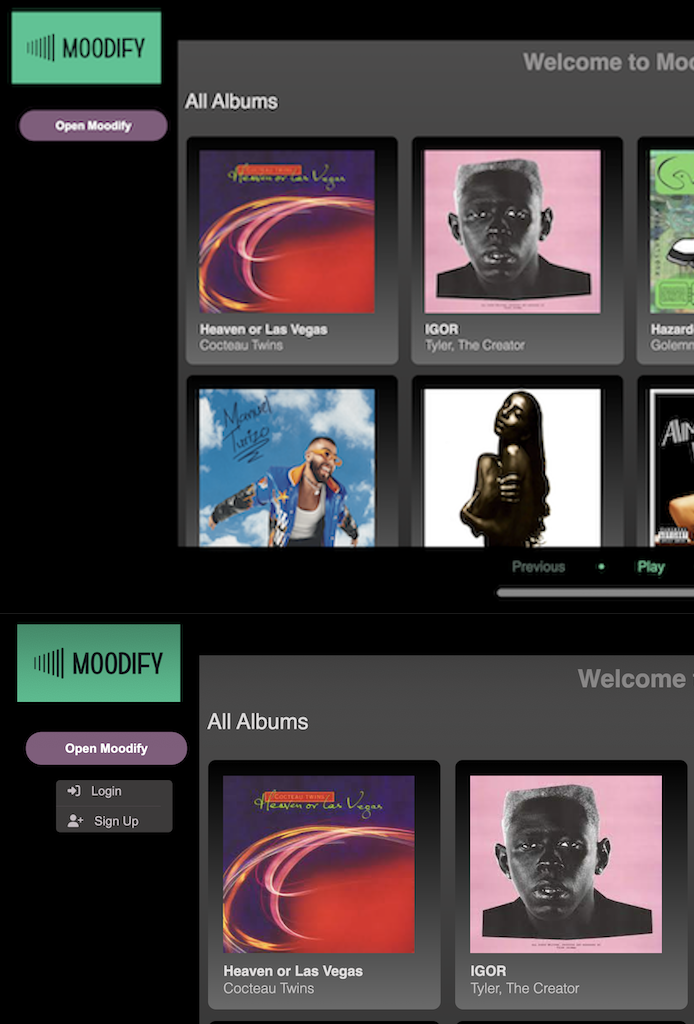 MOODIFY
Welcome to Moo
Open Moodify
All Albums
COCTEAU TWINS
Heaven or Las Vegas
Heaven or Las Vegas
Cocteau Twins
IGOR
Tyler, The Creator
Hazard
Golem
Manuel
Turizo
Previous
Play
MOODIFY
Welcome
Open Moodify
All Albums
Login
Sign Up
COCTEAU TWINS
Heaven or Las Vegas
Heaven or Las Vegas
Cocteau Twins
IGOR
Tyler, The Creator